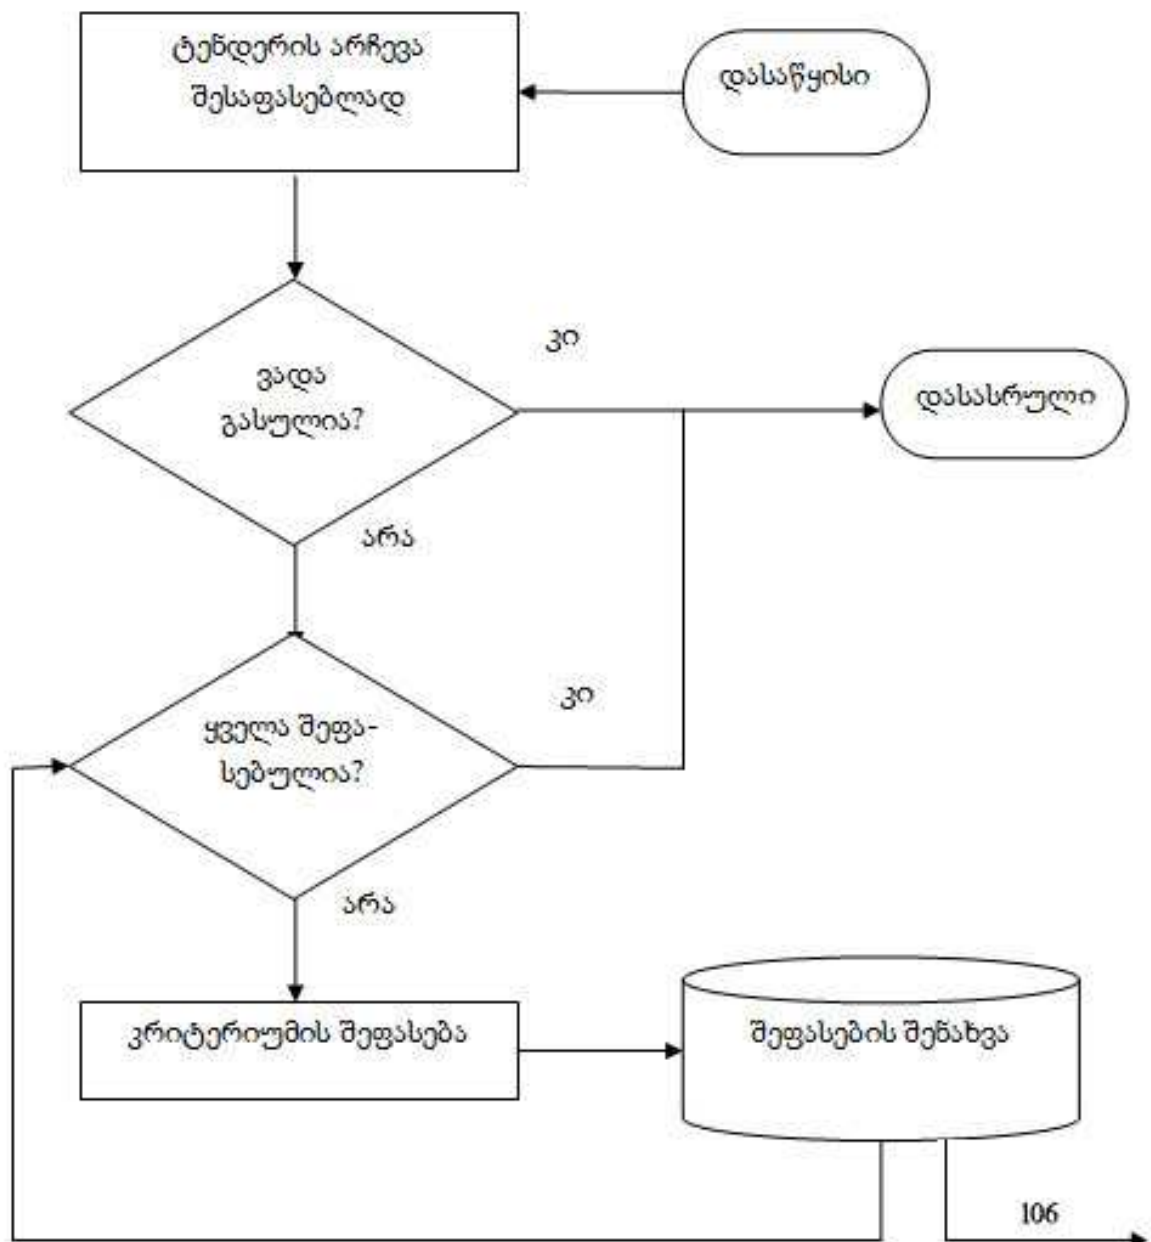 ტენდერის არჩევა
შესაფასებლად
დასაწყისი
ვადა
გასულია?
კი
დასასრული
არა
ყველა შეფა-
სებულია?
კი
არა
კრიტერიუმის შეფასება
შეფასების შენახვა
106